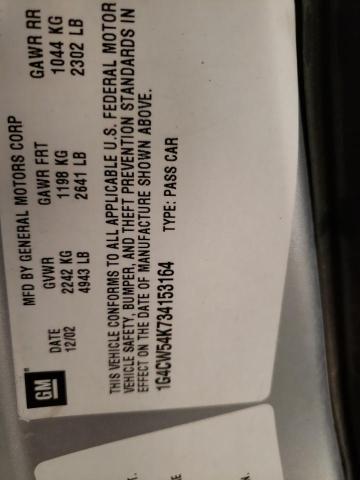 GM
MFD BY GENERAL MOTORS CORP
DATE GVWR GAWR FRT GAWR RR
12/02 2242 KG 1198 KG 1044 KG
4943 LB 2641 LB 2302 LB
THIS VEHICLE CONFORMS TO ALL APPLICABLE U.S. FEDERAL MOTOR
VEHICLE SAFETY, BUMPER, AND THEFT PREVENTION STANDARDS IN
EFFECT ON THE DATE OF MANUFACTURE SHOWN ABOVE.
1G4CW54K734153164 TYPE: PASS CAR